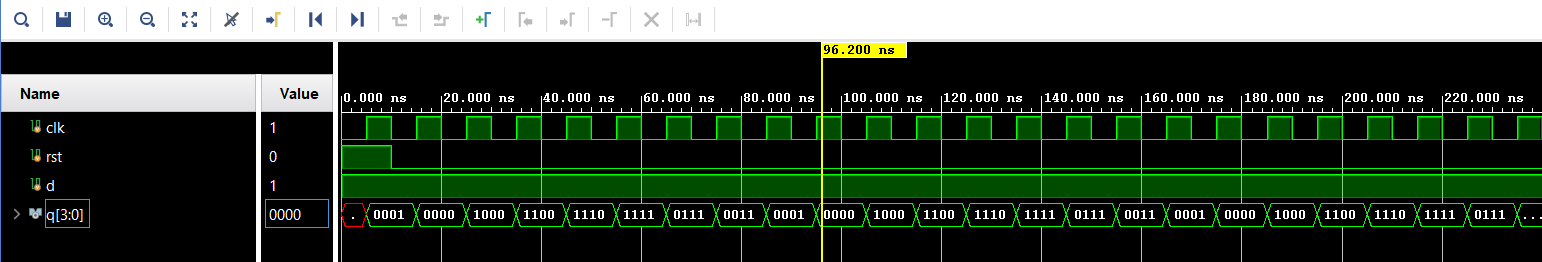 96.200 ns
Name Value
0.000 ns 20.000 ns 40.000 ns 60.000 ns 80.000 ns 100.000 ns 120.000 ns 140.000 ns 160.000 ns 180.000 ns 200.000 ns 220.000 ns
clk 1
rst 0
d 1
q[3:0] 0000 . 0001 0000 1000 1100 1110 1111 0111 0011 0001 0000 1000 1100 1110 1111 0111 0011 0001 0000 1000 1100 1110 1111 0111 ...